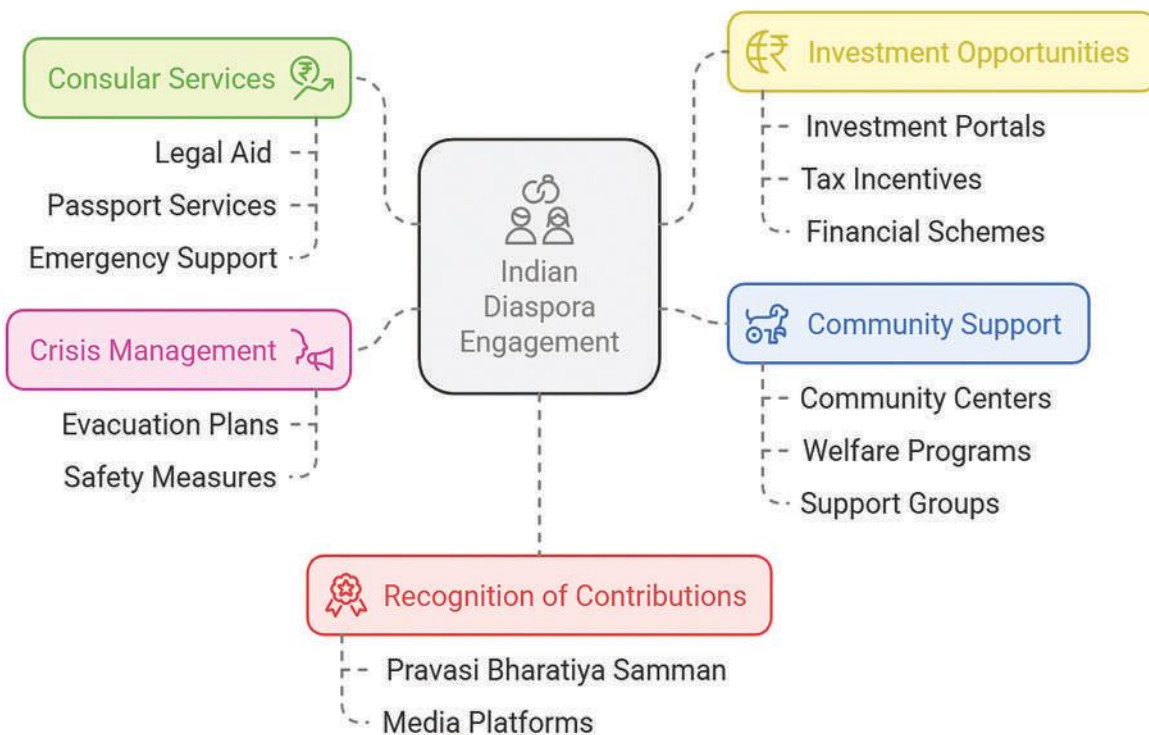 Consular Services
Legal Aid
Passport Services
Emergency Support
Crisis Management
Evacuation Plans
Safety Measures
Indian
Diaspora
Engagement
Investment Opportunities
Investment Portals
Tax Incentives
Financial Schemes
Community Support
Community Centers
Welfare Programs
Support Groups
Recognition of Contributions
Pravasi Bharatiya Samman
Media Platforms